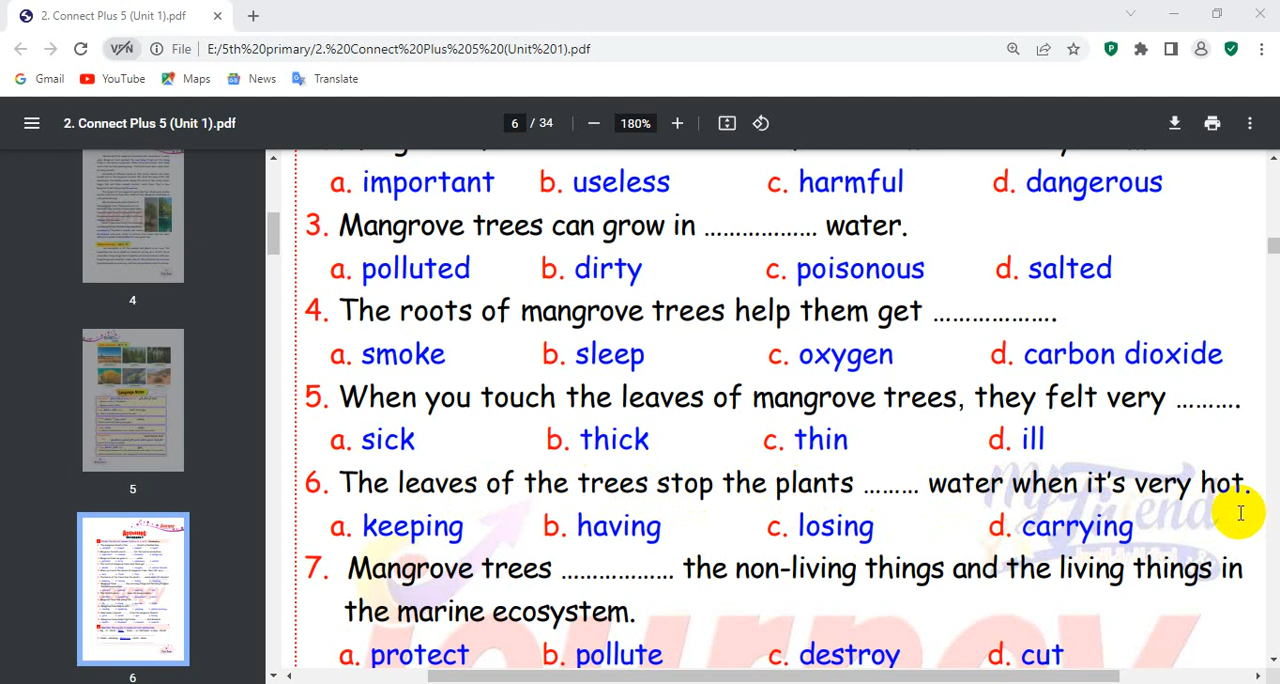 2. Connect Plus 5 (Unit 1).pdf
VPN File E:/5th%20primary/2.%20Connect%20Plus%205%20(Unit%201).pdf
Gmail YouTube Maps News Translate
2. Connect Plus 5 (Unit 1).pdf 6 / 34 180%
a. important b. useless c. harmful d. dangerous
3. Mangrove trees can grow in ……………… water.
a. polluted b. dirty c. poisonous d. salted
4. The roots of mangrove trees help them get ……………….
a. smoke b. sleep c. oxygen d. carbon dioxide
5. When you touch the leaves of mangrove trees, they felt very ……….
a. sick b. thick c. thin d. ill
6. The leaves of the trees stop the plants ……… water when it's very hot.
a. keeping b. having c. losing d. carrying
7. Mangrove trees ……………… the non-living things and the living things in
the marine ecosystem.
a. protect b. pollute c. destroy d. cut
4
5
6
My Friend